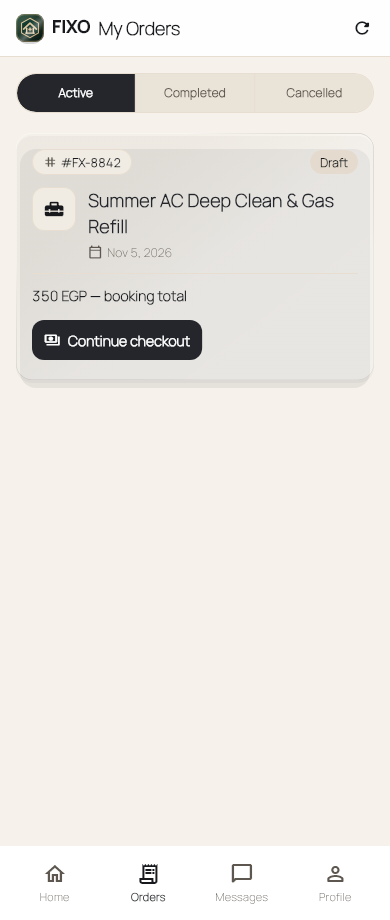 FIXO My Orders
Active Completed Cancelled
# #FX-8842 Draft
Summer AC Deep Clean & Gas
Refill
Nov 5, 2026
350 EGP — booking total
Continue checkout
Home Orders Messages Profile